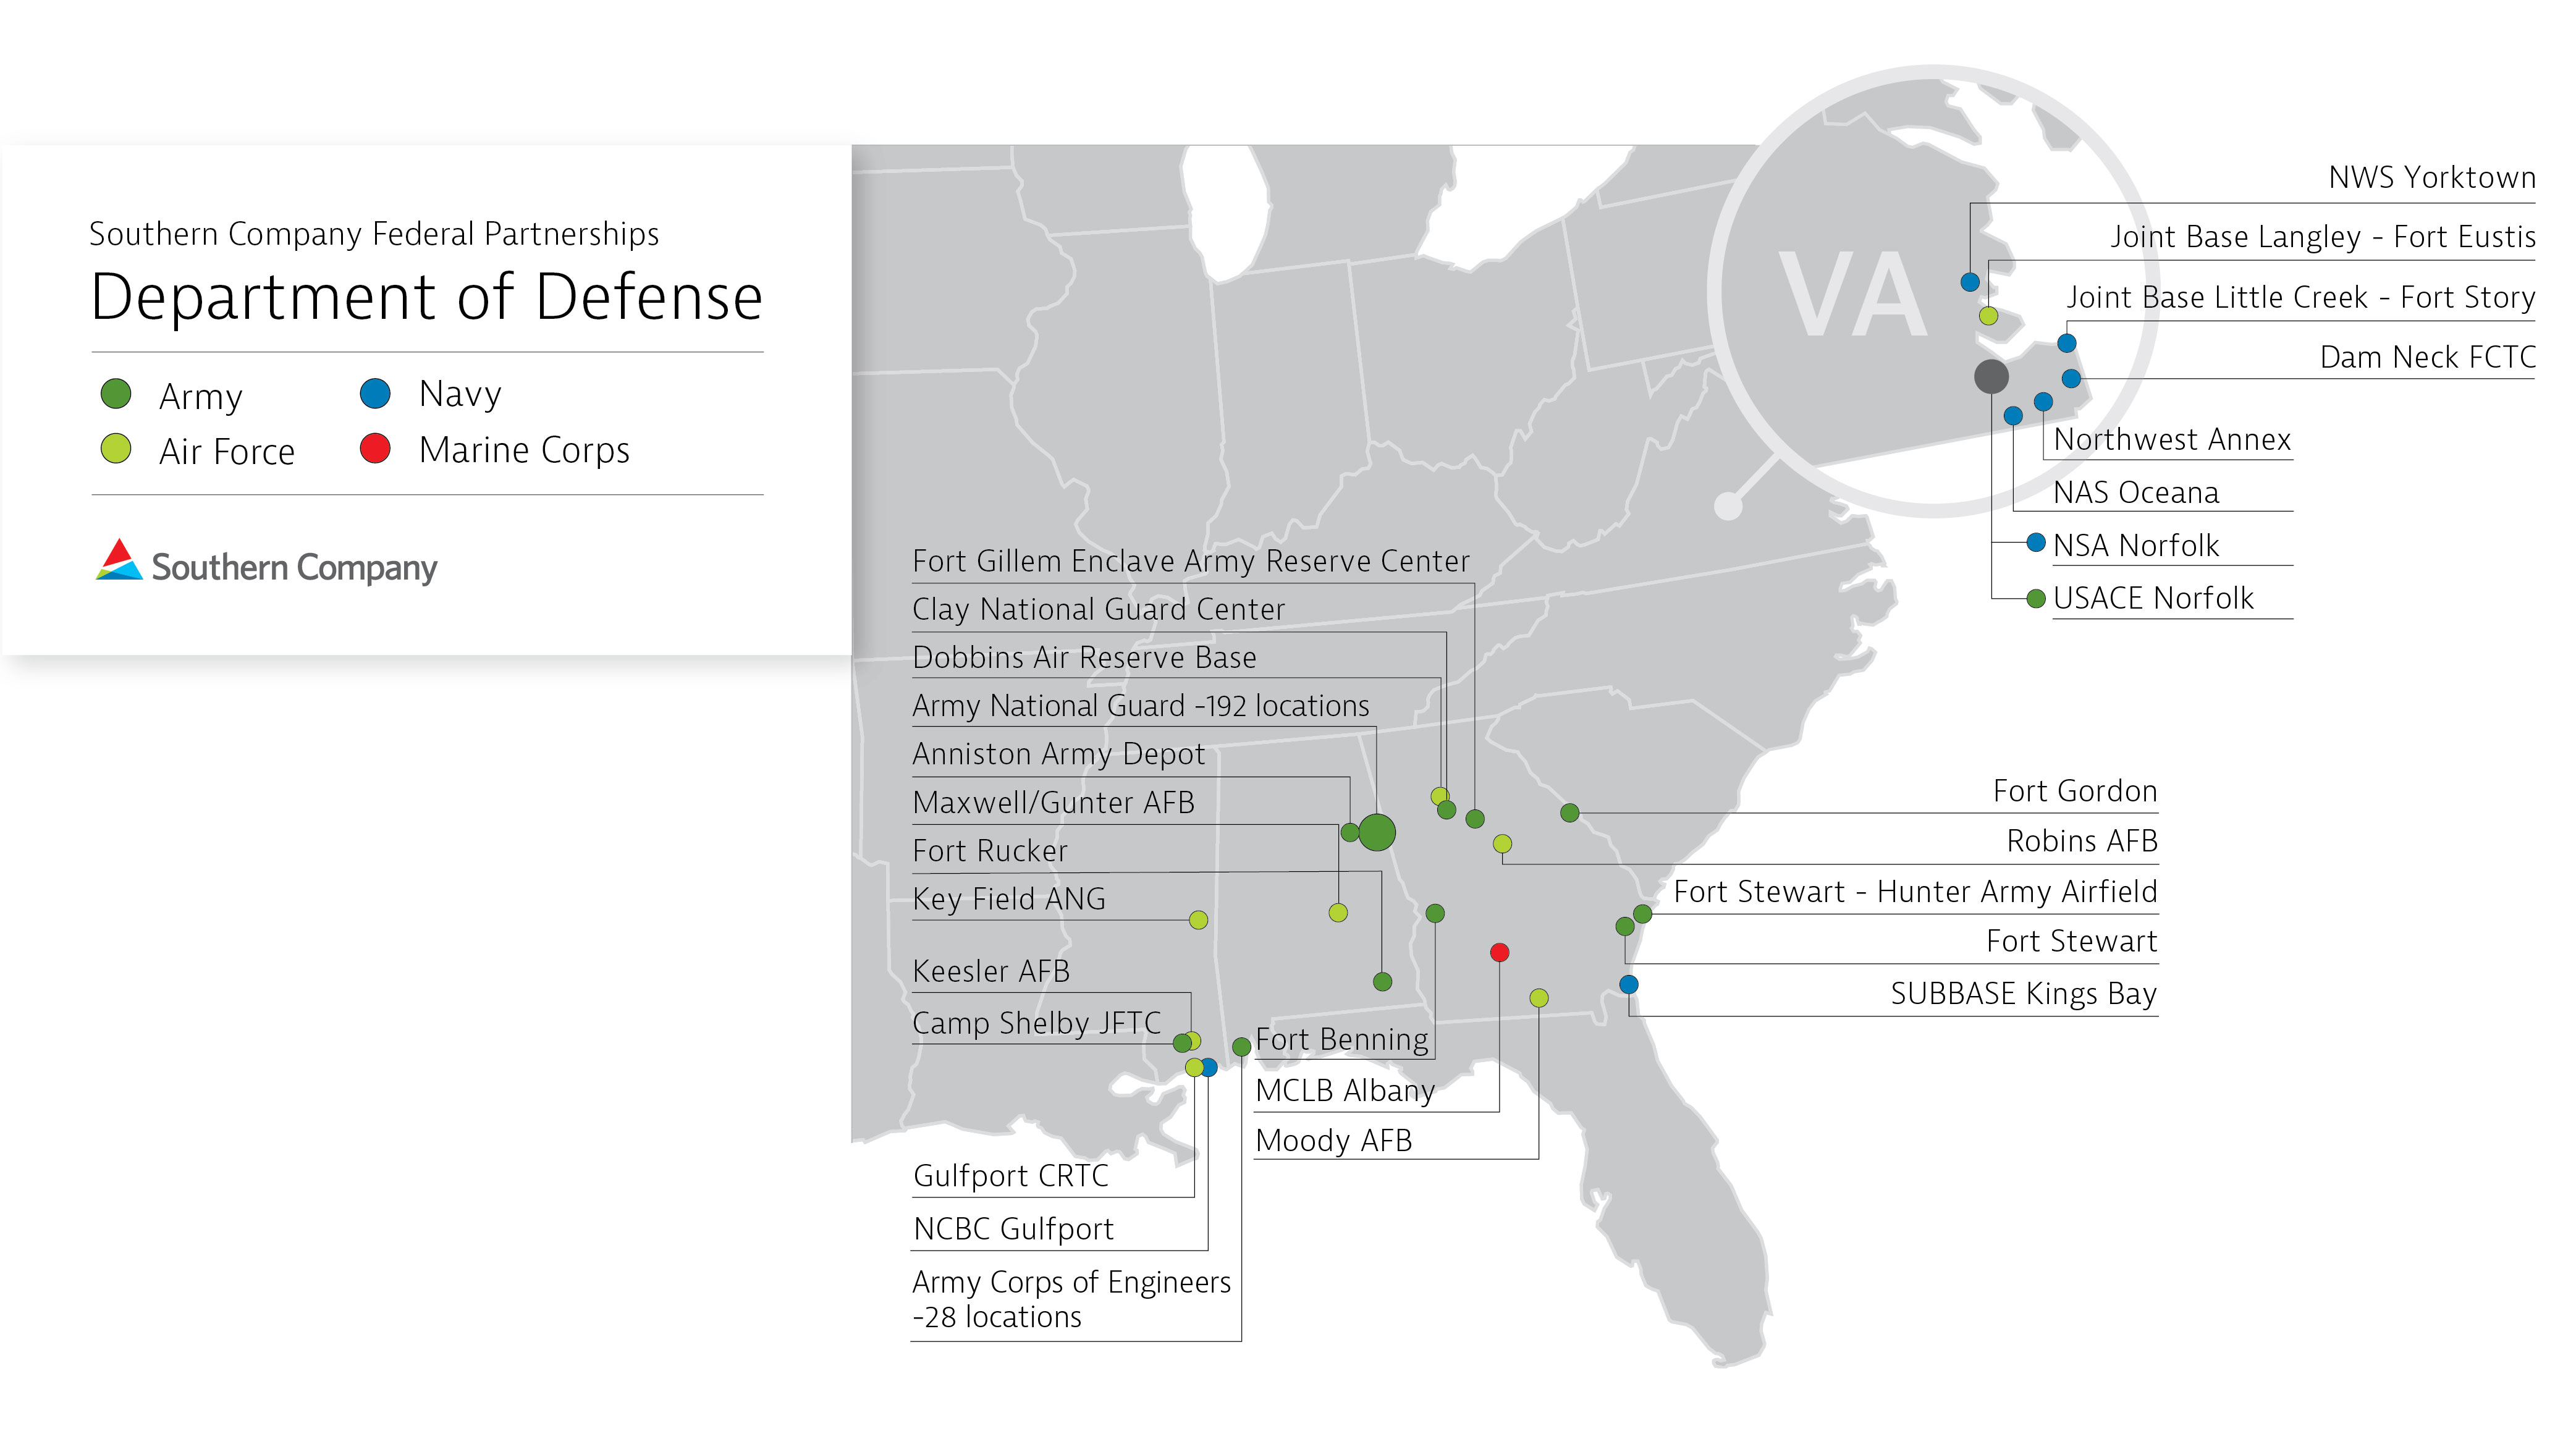 Southern Company Federal Partnerships
Department of Defense
Army
Navy
Air Force
Marine Corps
Southern Company
VA
NWS Yorktown
Joint Base Langley - Fort Eustis
Joint Base Little Creek - Fort Story
Dam Neck FCTC
Northwest Annex
NAS Oceana
NSA Norfolk
USACE Norfolk
Fort Gillem Enclave Army Reserve Center
Clay National Guard Center
Dobbins Air Reserve Base
Army National Guard -192 locations
Anniston Army Depot
Maxwell/Gunter AFB
Fort Rucker
Key Field ANG
Keesler AFB
Camp Shelby JFTC
Gulfport CRTC
NCBC Gulfport
Army Corps of Engineers
-28 locations
Fort Benning
MCLB Albany
Moody AFB
Fort Gordon
Robins AFB
Fort Stewart - Hunter Army Airfield
Fort Stewart
SUBBASE Kings Bay